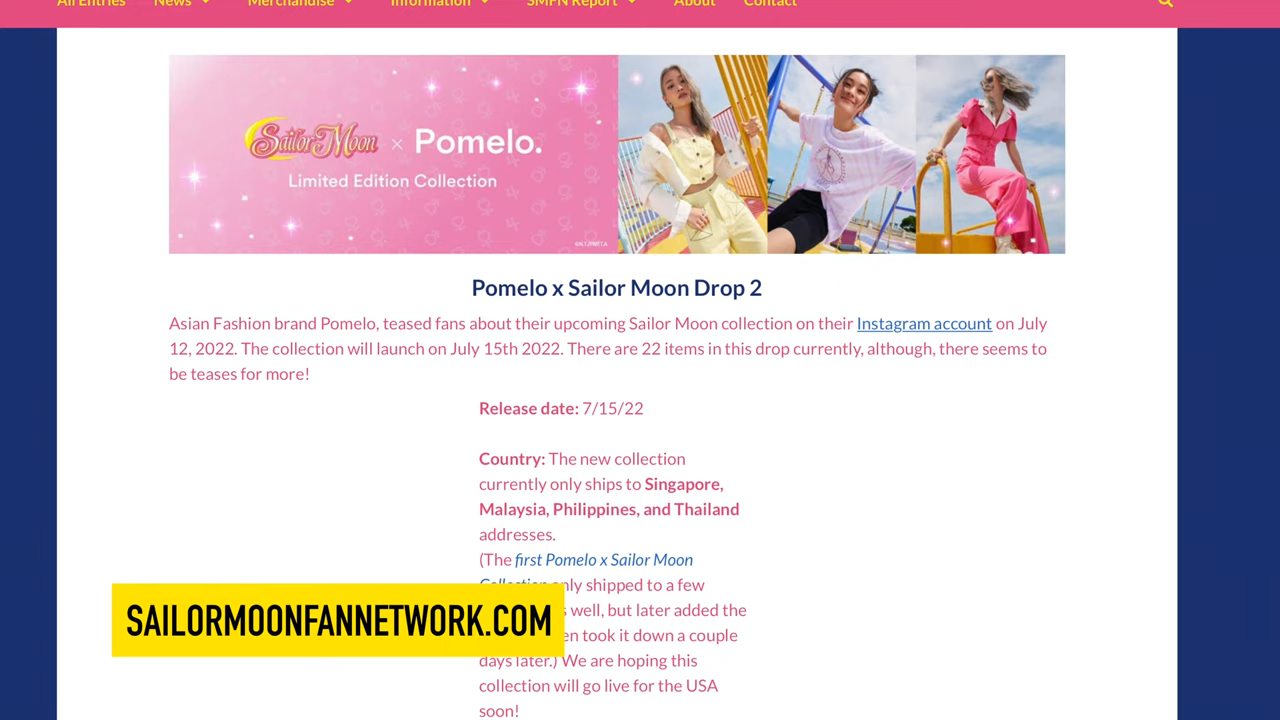 All Entries News Merchandise Information SMFN Report About Contact
Sailor Moon × Pomelo.
Limited Edition Collection
Pomelo x Sailor Moon Drop 2
Asian Fashion brand Pomelo, teased fans about their upcoming Sailor Moon collection on their Instagram account on July
12, 2022. The collection will launch on July 15th 2022. There are 22 items in this drop currently, although, there seems to
be teases for more!
Release date: 7/15/22
Country: The new collection
currently only ships to Singapore,
Malaysia, Philippines, and Thailand
addresses.
(The first Pomelo x Sailor Moon
Collection only shipped to a few
well, but later added the
SAILORMOONFANNETWORK.COM
took it down a couple
days later.) We are hoping this
collection will go live for the USA
soon!